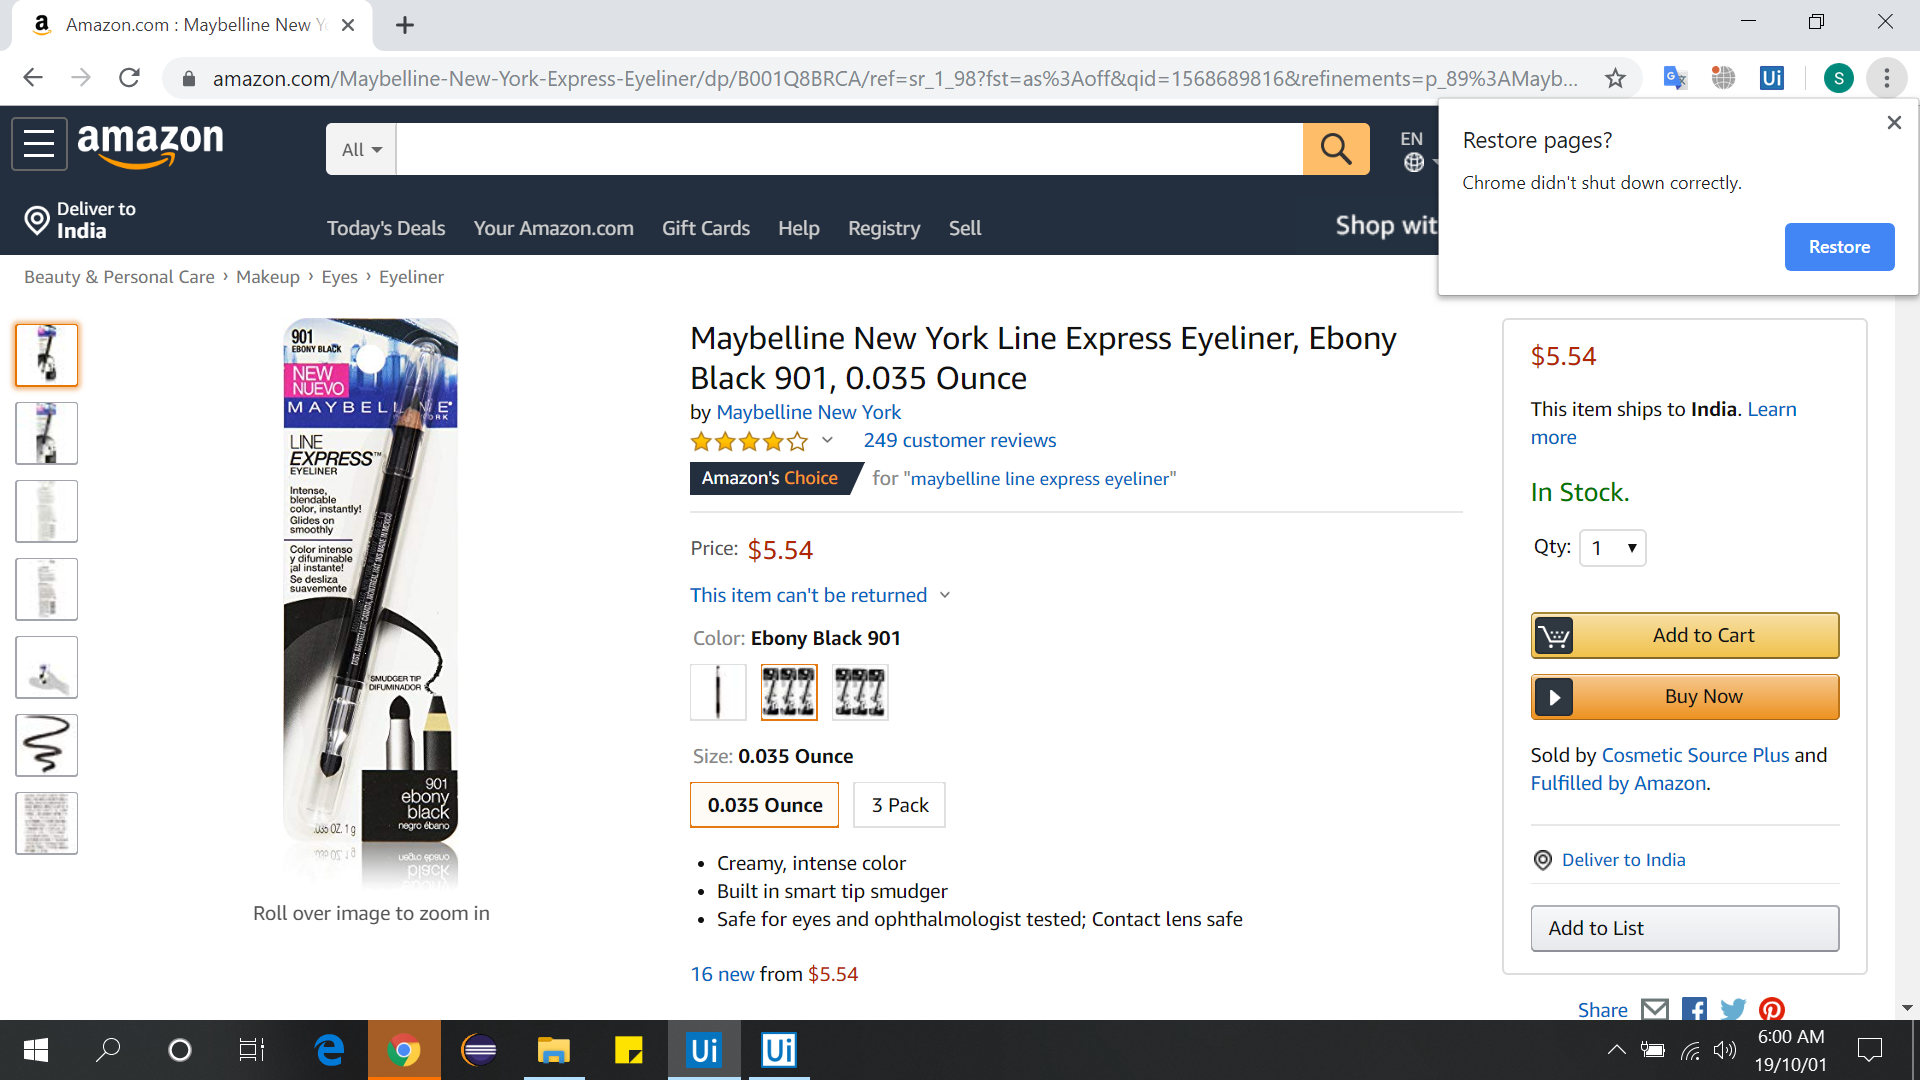 Amazon.com : Maybelline New Y
amazon.com/Maybelline-New-York-Express-Eyeliner/dp/B001Q8BRCA/ref=sr_1_98?fst=as%3Aoff&qid=1568689816&refinements=p_89%3AMayb...
S
Restore pages?
Chrome didn't shut down correctly.
Restore
amazon
All
EN
Deliver to
India
Today's Deals
Your Amazon.com
Gift Cards
Help
Registry
Sell
Shop wit
Beauty & Personal Care › Makeup › Eyes › Eyeliner
901
EBONY BLACK
NEW
NUEVO
LINE
EXPRESS™
EYELINER
Intense,
blendable
color, instantly!
Glides on
smoothly
Color intenso
y difuminable
¡al instante!
Se desliza
suavemente
SMUDGER TIP
DIFUMINADOR
901
ebony
black
negro ébano
.035 OZ. 1 g
Roll over image to zoom in
Maybelline New York Line Express Eyeliner, Ebony
Black 901, 0.035 Ounce
by Maybelline New York
249 customer reviews
Amazon's Choice for "maybelline line express eyeliner"
Price: $5.54
This item can't be returned
Color: Ebony Black 901
Size: 0.035 Ounce
0.035 Ounce
3 Pack
• Creamy, intense color
• Built in smart tip smudger
• Safe for eyes and ophthalmologist tested; Contact lens safe
16 new from $5.54
$5.54
This item ships to India. Learn
more
In Stock.
Qty: 1
Add to Cart
Buy Now
Sold by Cosmetic Source Plus and
Fulfilled by Amazon.
Deliver to India
Add to List
Share
Ui
Ui
6:00 AM
19/10/01